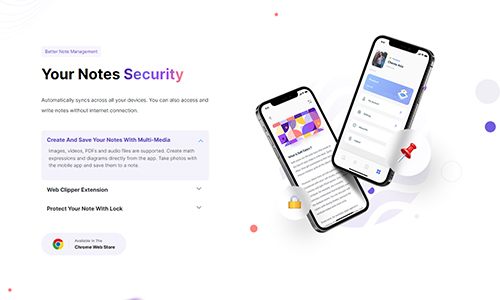 Better Note Management
Your Notes Security
Automatically syncs across all your devices. You can also access and
write notes without internet connection.
Create And Save Your Notes With Multi-Media
Images, videos, PDFs and audio files are supported. Create math
expressions and diagrams directly from the app. Take photos with
the mobile app and save them to a note.
Web Clipper Extension
Protect Your Note With Lock
Available In The
Chrome Web Store